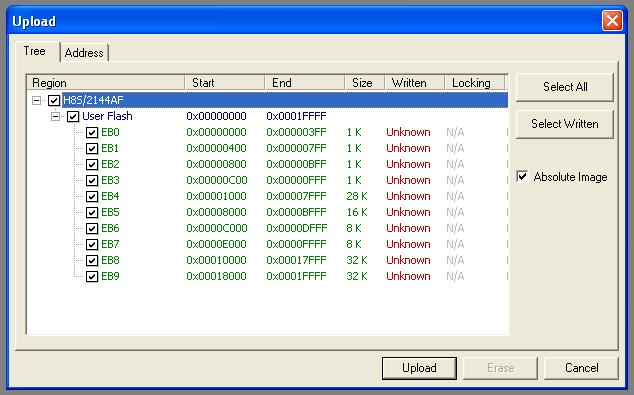 Upload
Tree Address
Region Start End Size Written Locking
H8S/2144AF
User Flash 0x00000000 0x0001FFFF
EB0 0x00000000 0x000003FF 1 K Unknown N/A
EB1 0x00000400 0x000007FF 1 K Unknown N/A
EB2 0x00000800 0x00000BFF 1 K Unknown N/A
EB3 0x00000C00 0x00000FFF 1 K Unknown N/A
EB4 0x00001000 0x00007FFF 28 K Unknown N/A
EB5 0x00008000 0x0000BFFF 16 K Unknown N/A
EB6 0x0000C000 0x0000DFFF 8 K Unknown N/A
EB7 0x0000E000 0x0000FFFF 8 K Unknown N/A
EB8 0x00010000 0x00017FFF 32 K Unknown N/A
EB9 0x00018000 0x0001FFFF 32 K Unknown N/A
Select All
Select Written
Absolute Image
Upload Erase Cancel